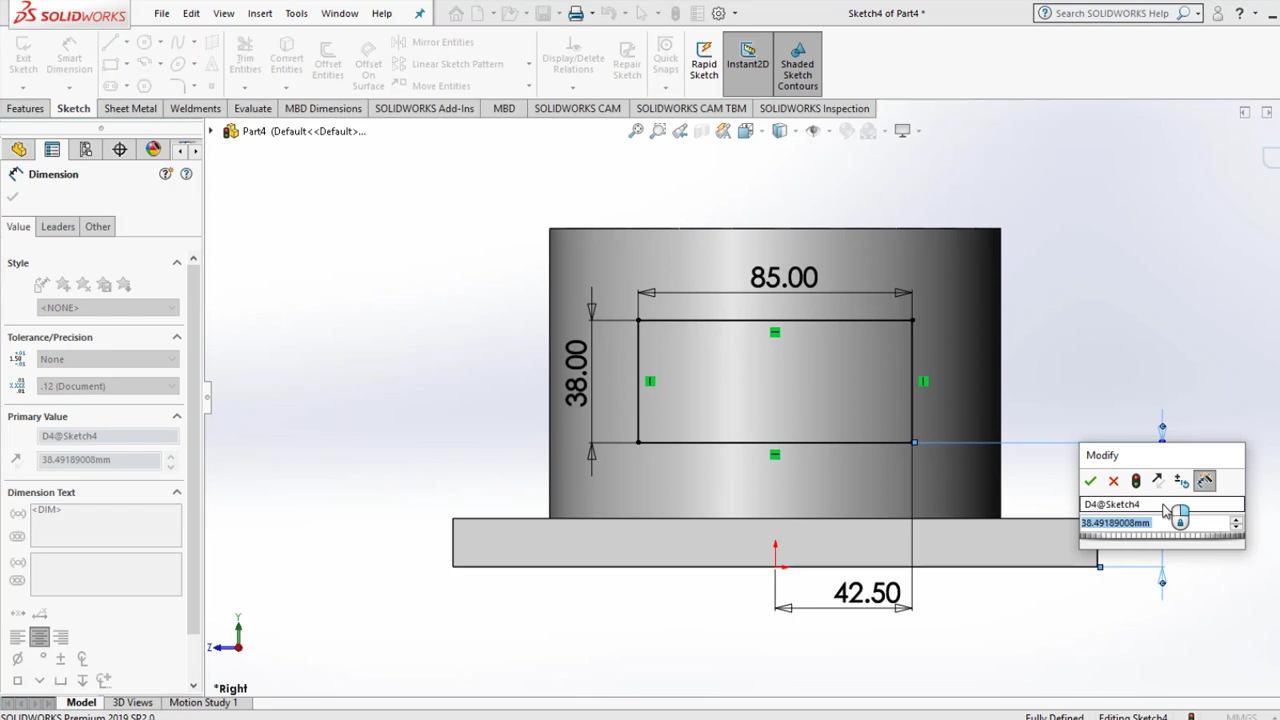 SOLIDWORKS
File Edit View Insert Tools Window Help
Sketch4 of Part4 *
Search SOLIDWORKS Help
Exit Sketch
Smart Dimension
Trim Entities
Convert Entities
Offset Entities
Offset On Surface
Mirror Entities
Linear Sketch Pattern
Move Entities
Display/Delete Relations
Repair Sketch
Quick Snaps
Rapid Sketch
Instant2D
Shaded Sketch Contours
Features Sketch Sheet Metal Weldments Evaluate MBD Dimensions SOLIDWORKS Add-Ins MBD SOLIDWORKS CAM SOLIDWORKS CAM TBM SOLIDWORKS Inspection
Part4 (Default<<Default>...
Dimension
Value Leaders Other
Style
<NONE>
Tolerance/Precision
None
.12 (Document)
Primary Value
D4@Sketch4
38.49189008mm
Dimension Text
<DIM>
85.00
38.00
42.50
Modify
D4@Sketch4
38.49189008mm
Y
Z
*Right
Model 3D Views Motion Study 1
SOLIDWORKS Premium 2019 SP2.0
Fully Defined Editing Sketch4 MMGS